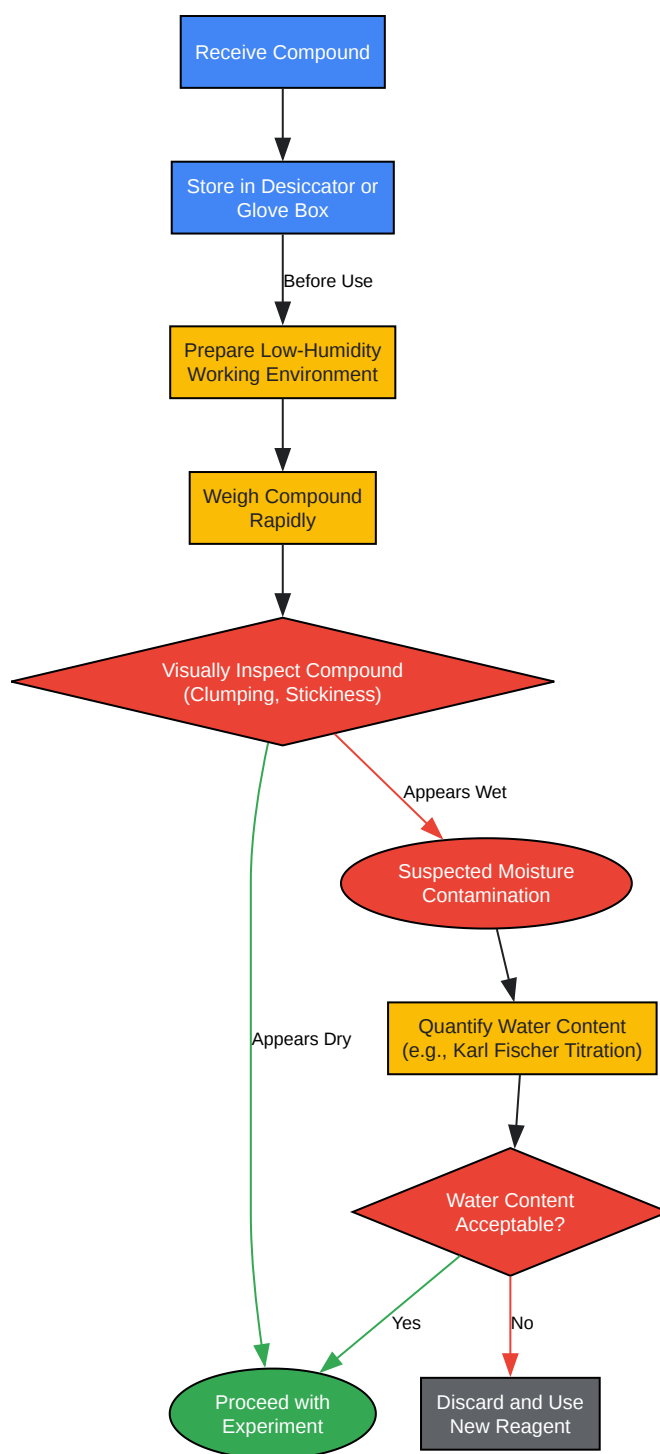 Receive Compound
Store in Desiccator or
Glove Box
Before Use
Prepare Low-Humidity
Working Environment
Weigh Compound
Rapidly
Visually Inspect Compound
(Clumping, Stickiness)
Appears Wet
Suspected Moisture
Contamination
Quantify Water Content
(e.g., Karl Fischer Titration)
Appears Dry
Water Content
Acceptable?
Yes
No
Proceed with
Experiment
Discard and Use
New Reagent